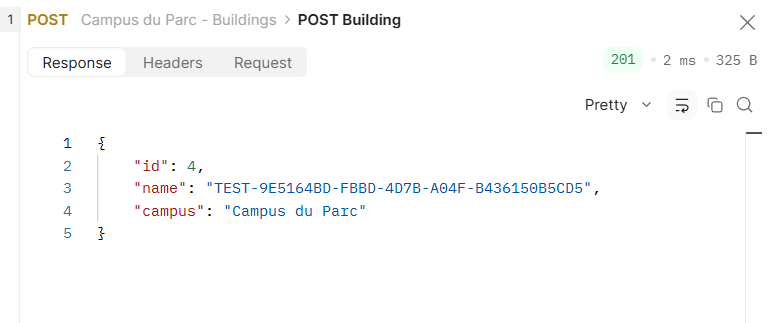 1 POST Campus du Parc - Buildings > POST Building
Response Headers Request 201 • 2 ms • 325 B
Pretty
1 {
2 "id": 4,
3 "name": "TEST-9E5164BD-FBBD-4D7B-A04F-B436150B5CD5",
4 "campus": "Campus du Parc"
5 }